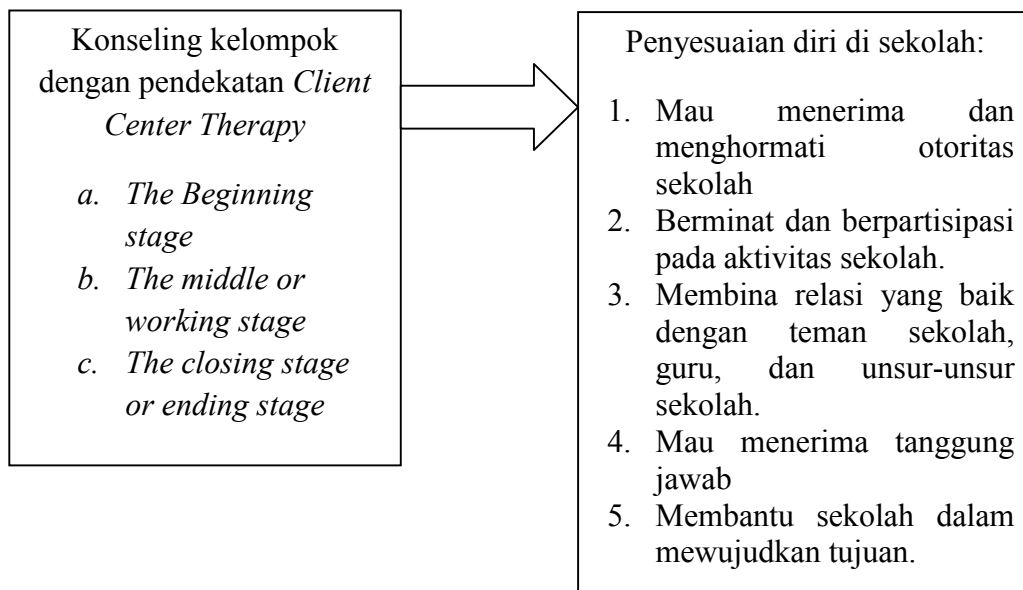 Konseling kelompok
dengan pendekatan Client
Center Therapy
a. The Beginning
stage
b. The middle or
working stage
c. The closing stage
or ending stage
Penyesuaian diri di sekolah:
1. Mau menerima dan
menghormati otoritas
sekolah
2. Berminat dan berpartisipasi
pada aktivitas sekolah.
3. Membina relasi yang baik
dengan teman sekolah,
guru, dan unsur-unsur
sekolah.
4. Mau menerima tanggung
jawab
5. Membantu sekolah dalam
mewujudkan tujuan.